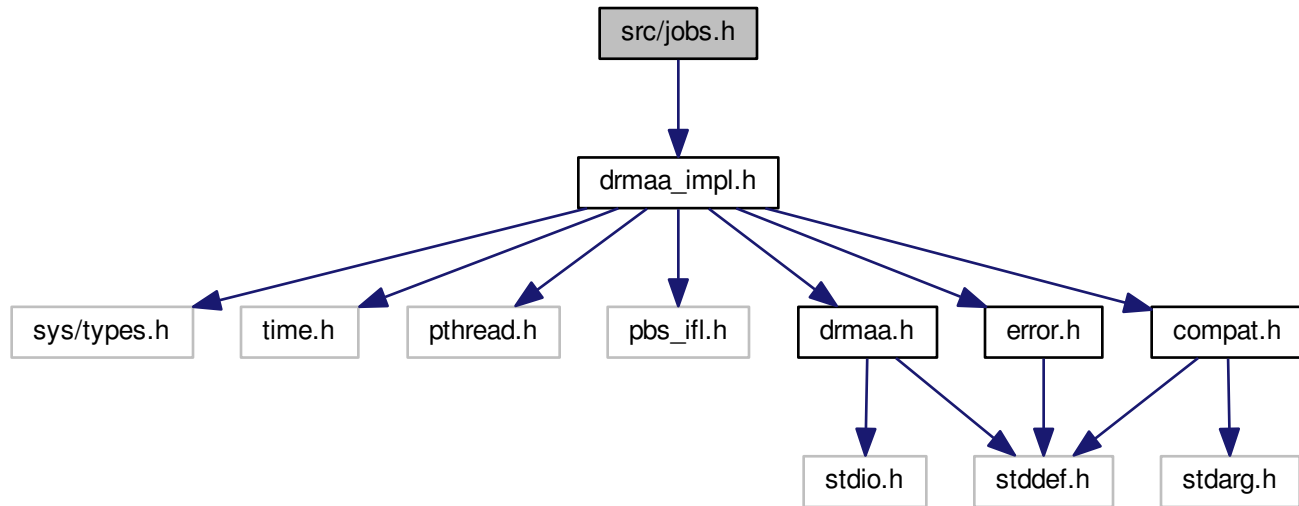 src/jobs.h
drmaa_impl.h
sys/types.h
time.h
pthread.h
pbs_ifl.h
drmaa.h
error.h
compat.h
stdio.h
stddef.h
stdarg.h